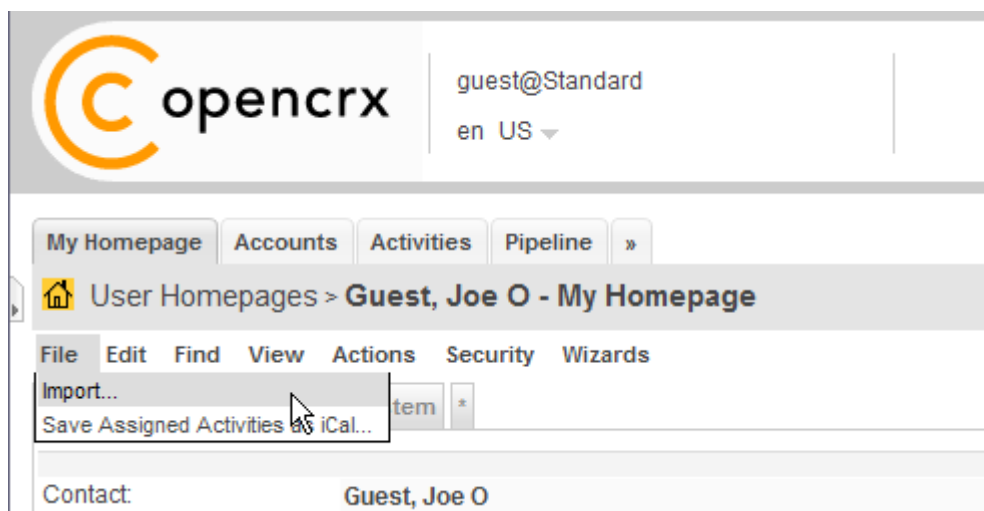 opencrx
guest@Standard
en US
My Homepage Accounts Activities Pipeline »
User Homepages > Guest, Joe O - My Homepage
File Edit Find View Actions Security Wizards
Import...
tem *
Save Assigned Activities as iCal...
Contact: Guest, Joe O